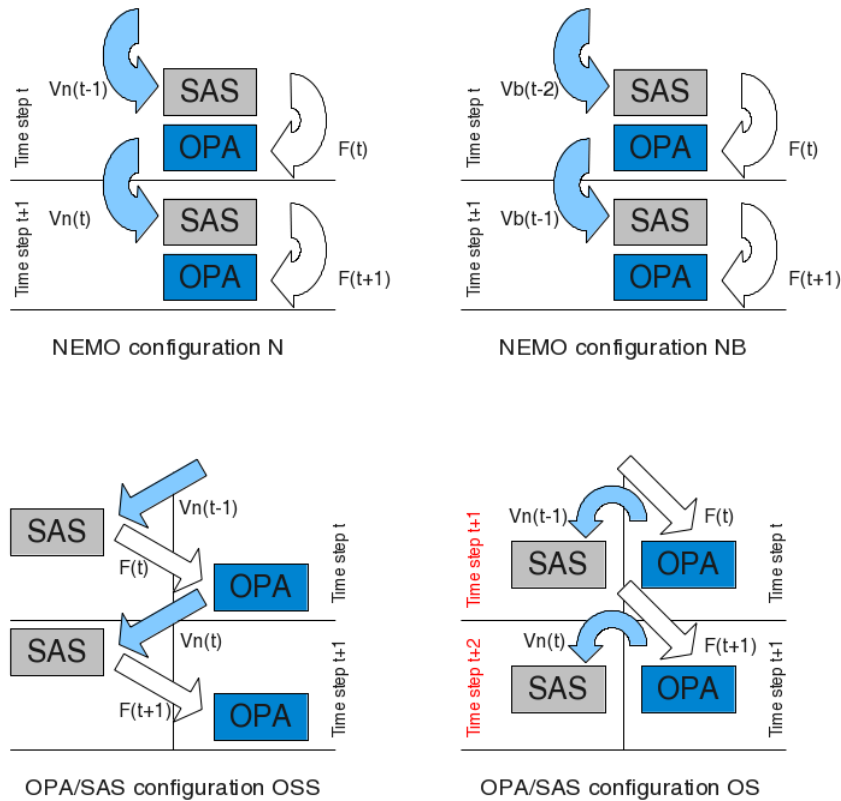 Time step t
Vn(t-1)
SAS
OPA
F(t)
Time step t+1
Vn(t)
SAS
OPA
F(t+1)
NEMO configuration N
Time step t
Vb(t-2)
SAS
OPA
F(t)
Time step t+1
Vb(t-1)
SAS
OPA
F(t+1)
NEMO configuration NB
Vn(t-1)
SAS
F(t)
OPA
Time step t
SAS
Vn(t)
F(t+1)
OPA
Time step t+1
OPA/SAS configuration OSS
Time step t+1
Vn(t-1)
F(t)
SAS
OPA
Time step t
Time step t+2
Vn(t)
F(t+1)
SAS
OPA
Time step t+1
OPA/SAS configuration OS